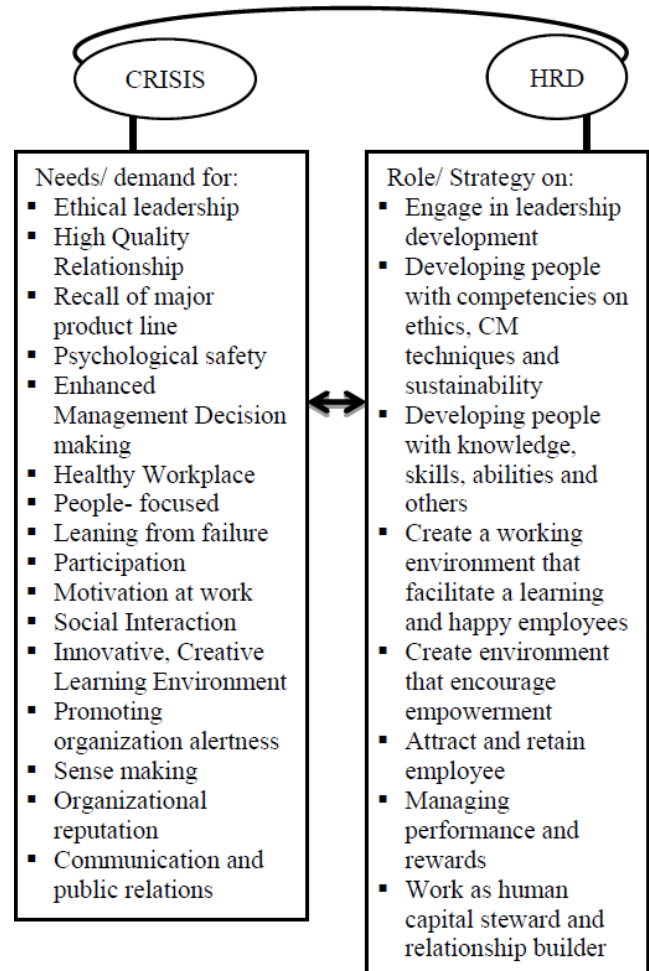 CRISIS
HRD
Needs/ demand for:
▪ Ethical leadership
▪ High Quality
Relationship
▪ Recall of major
product line
▪ Psychological safety
▪ Enhanced
Management Decision
making
▪ Healthy Workplace
▪ People- focused
▪ Leaning from failure
▪ Participation
▪ Motivation at work
▪ Social Interaction
▪ Innovative, Creative
Learning Environment
▪ Promoting
organization alertness
▪ Sense making
▪ Organizational
reputation
▪ Communication and
public relations
Role/ Strategy on:
▪ Engage in leadership
development
▪ Developing people
with competencies on
ethics, CM
techniques and
sustainability
▪ Developing people
with knowledge,
skills, abilities and
others
▪ Create a working
environment that
facilitate a learning
and happy employees
▪ Create environment
that encourage
empowerment
▪ Attract and retain
employee
▪ Managing
performance and
rewards
▪ Work as human
capital steward and
relationship builder